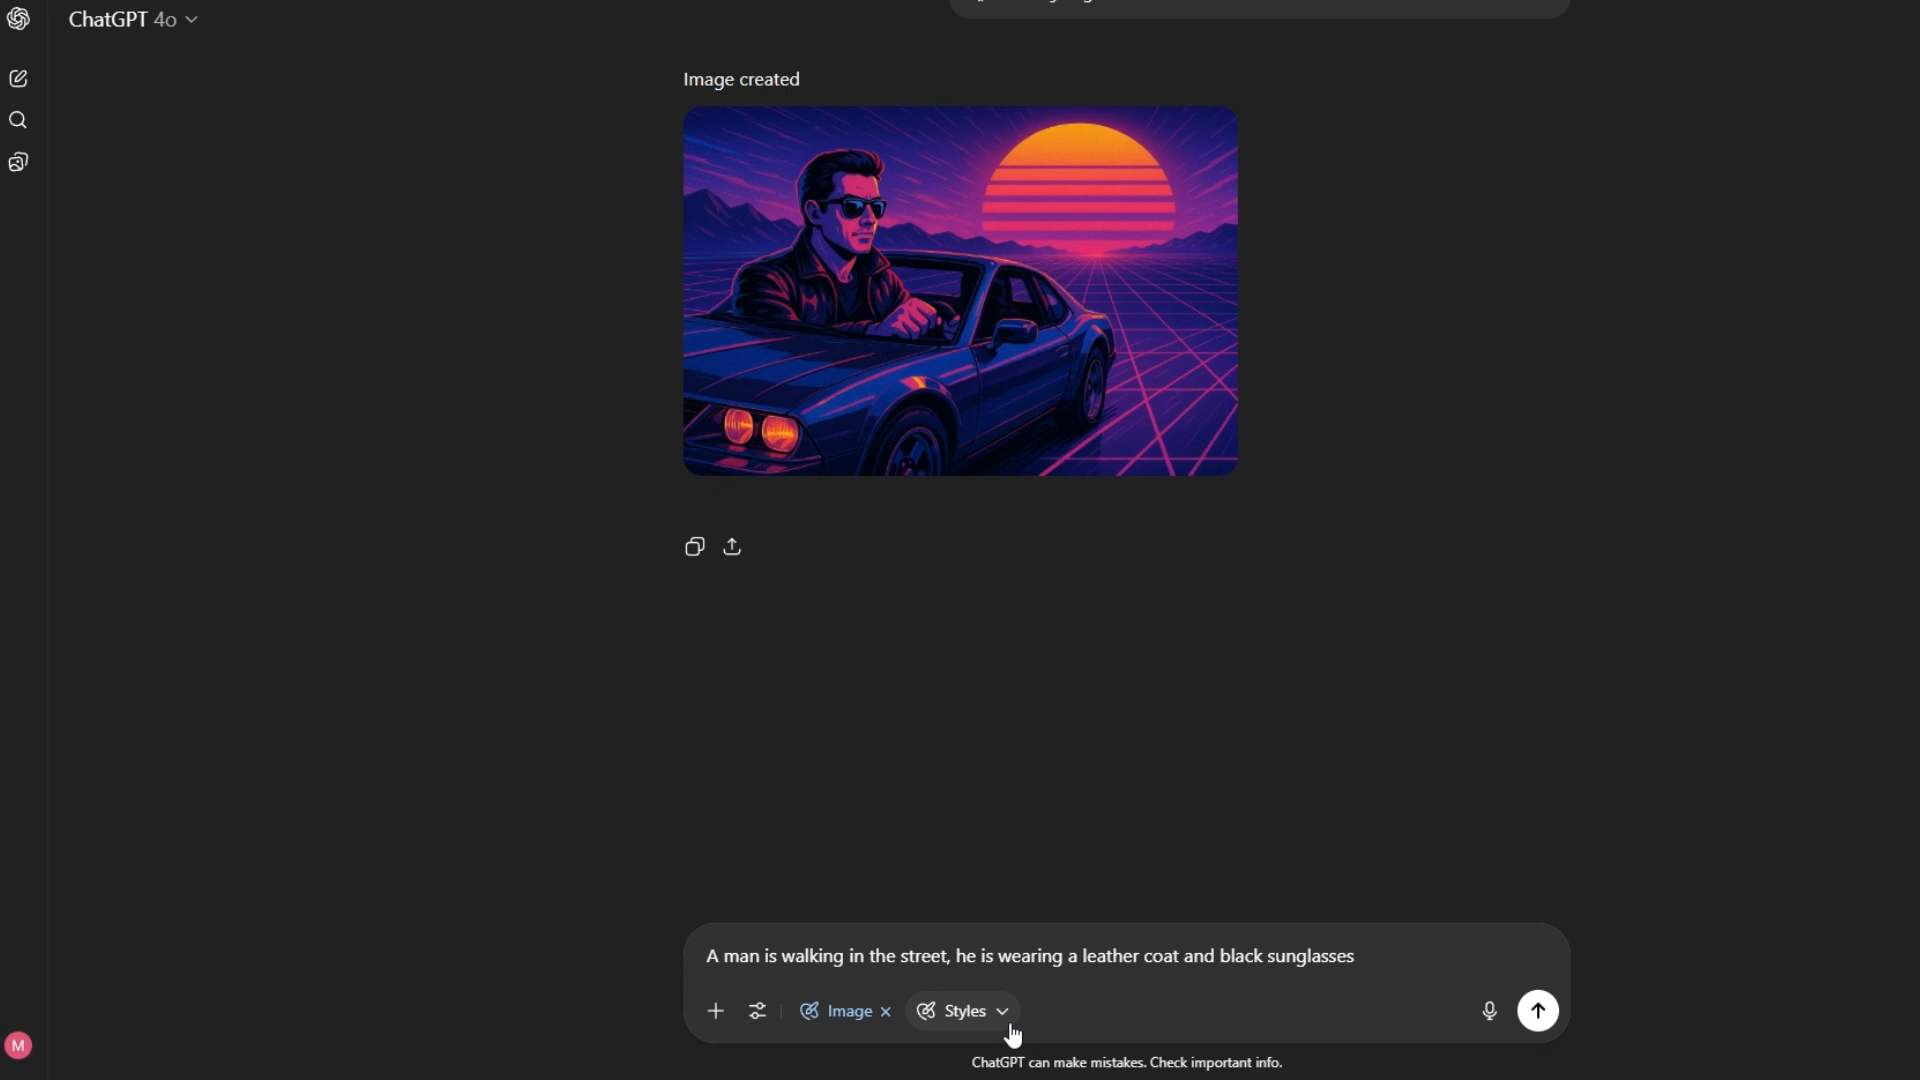 ChatGPT 4o
Image created
A man is walking in the street, he is wearing a leather coat and black sunglasses
Image
Styles
M
ChatGPT can make mistakes. Check important info.